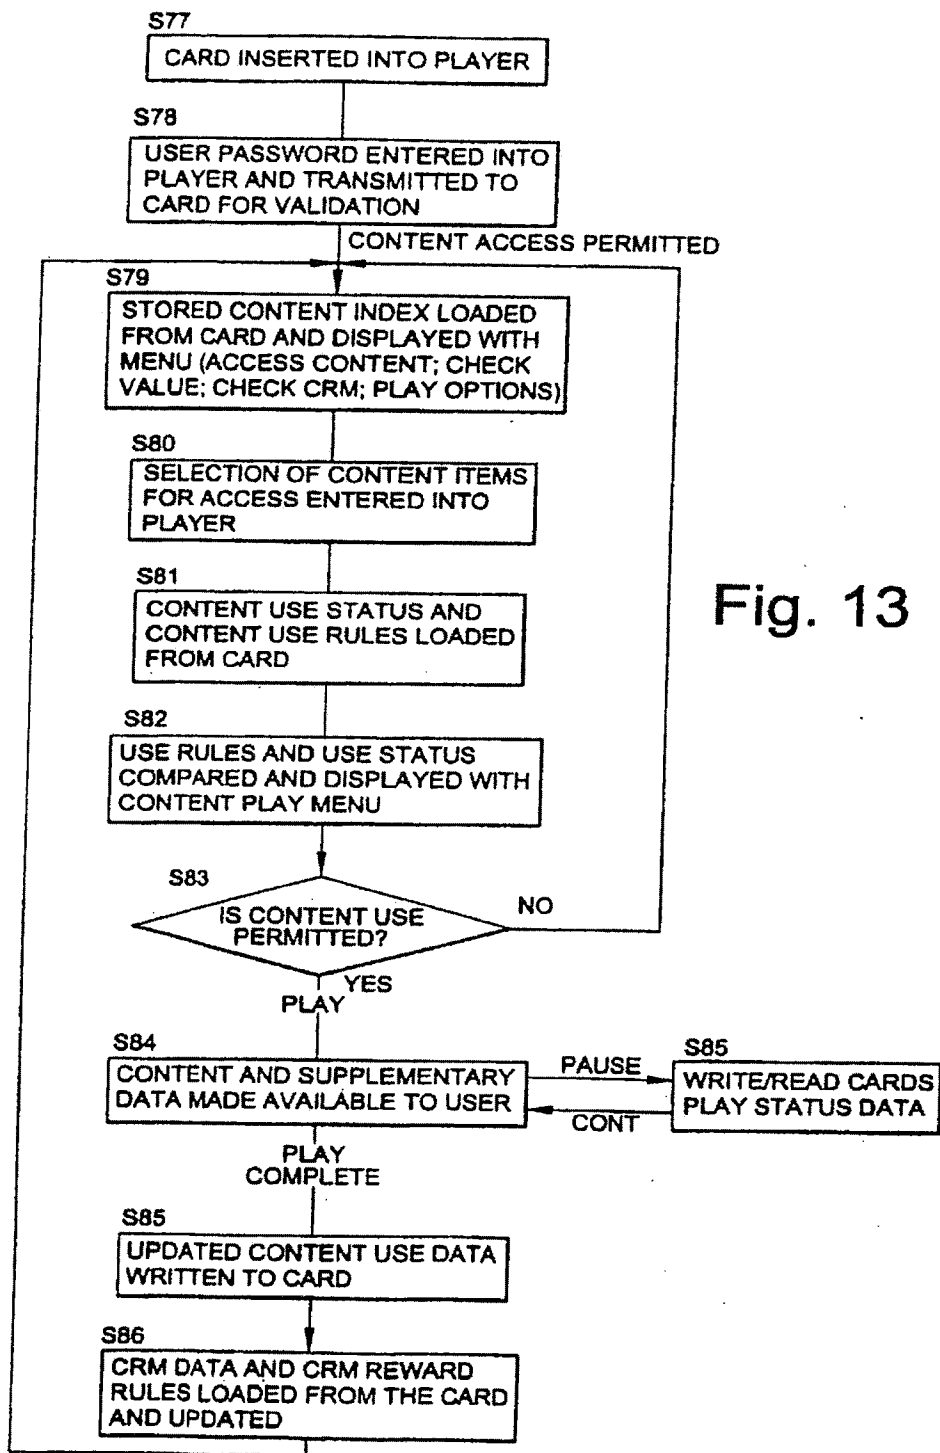 S77
CARD INSERTED INTO PLAYER
S78
USER PASSWORD ENTERED INTO
PLAYER AND TRANSMITTED TO
CARD FOR VALIDATION
CONTENT ACCESS PERMITTED
S79
STORED CONTENT INDEX LOADED
FROM CARD AND DISPLAYED WITH
MENU (ACCESS CONTENT; CHECK
VALUE; CHECK CRM; PLAY OPTIONS)
S80
SELECTION OF CONTENT ITEMS
FOR ACCESS ENTERED INTO
PLAYER
S81
CONTENT USE STATUS AND
CONTENT USE RULES LOADED
FROM CARD
Fig. 13
S82
USE RULES AND USE STATUS
COMPARED AND DISPLAYED WITH
CONTENT PLAY MENU
S83
IS CONTENT USE
PERMITTED?
NO
YES
PLAY
S84
CONTENT AND SUPPLEMENTARY
DATA MADE AVAILABLE TO USER
PAUSE
CONT
S85
WRITE/READ CARDS
PLAY STATUS DATA
PLAY
COMPLETE
S85
UPDATED CONTENT USE DATA
WRITTEN TO CARD
S86
CRM DATA AND CRM REWARD
RULES LOADED FROM THE CARD
AND UPDATED